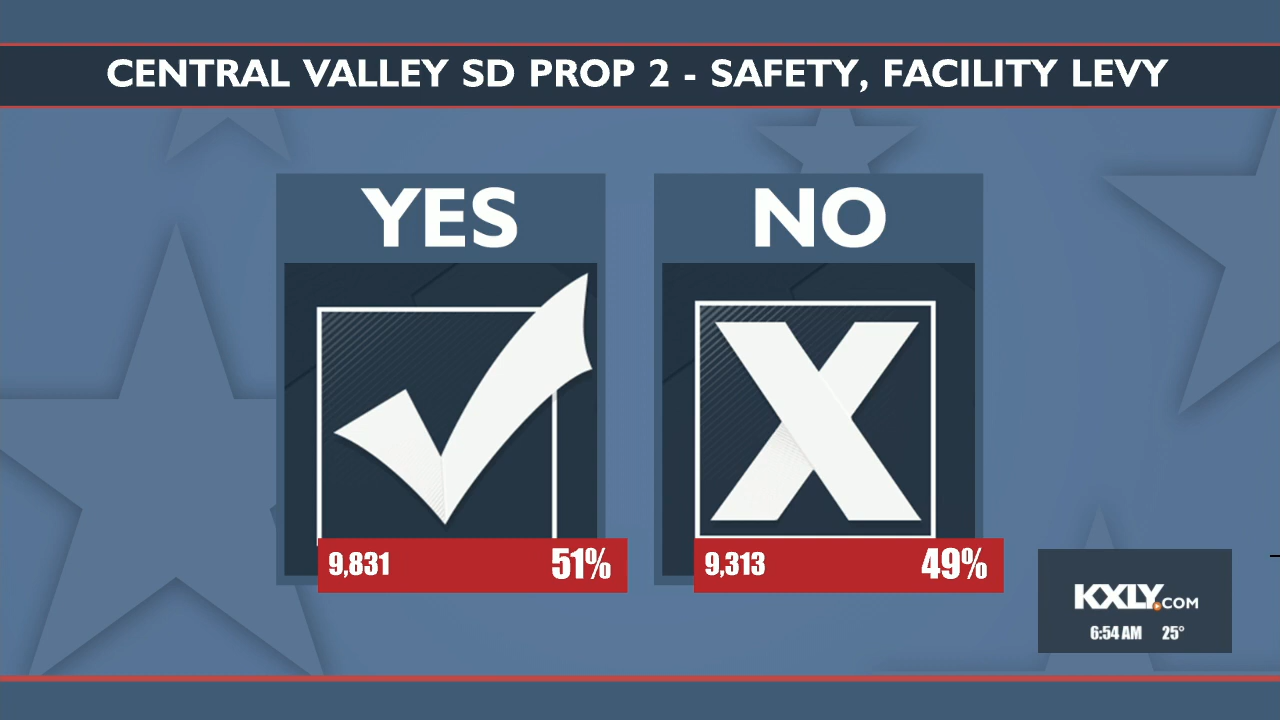 CENTRAL VALLEY SD PROP 2 - SAFETY, FACILITY LEVY
YES
NO
9,831 51%
9,313 49%
KXLY.COM
6:54 AM 25°